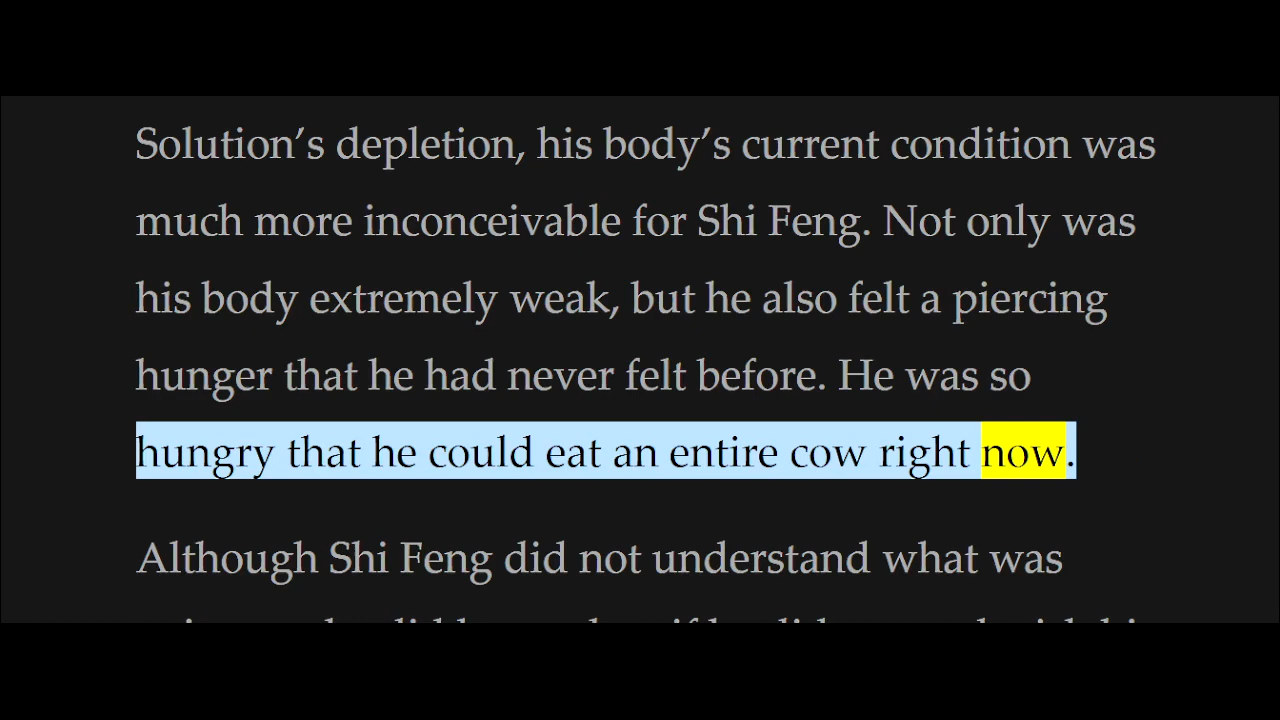 Solution’s depletion, his body’s current condition was
much more inconceivable for Shi Feng. Not only was
his body extremely weak, but he also felt a piercing
hunger that he had never felt before. He was so
hungry that he could eat an entire cow right now.
Although Shi Feng did not understand what was